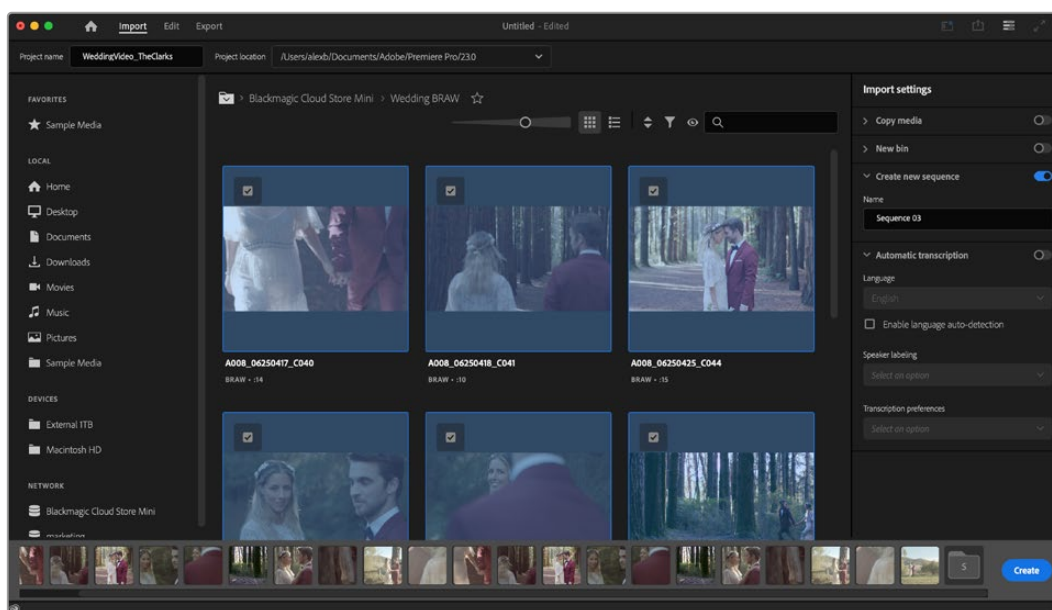 Import Edit Export
Untitled - Edited
Project name WeddingVideo_TheClarks
Project location /Users/alexb/Documents/Adobe/Premiere Pro/23.0
FAVORITES
Sample Media
LOCAL
Home
Desktop
Documents
Downloads
Movies
Music
Pictures
Sample Media
DEVICES
External 1TB
Macintosh HD
NETWORK
Blackmagic Cloud Store Mini
marketing
> Blackmagic Cloud Store Mini > Wedding BRAW
A008_06250417_C040
BRAW • :14
A008_06250418_C041
BRAW • :10
A008_06250425_C044
BRAW • :15
Import settings
Copy media
New bin
Create new sequence
Name
Sequence 03
Automatic transcription
Language
English
Enable language auto-detection
Speaker labeling
Select an option
Transcription preferences
Select an option
S
Create